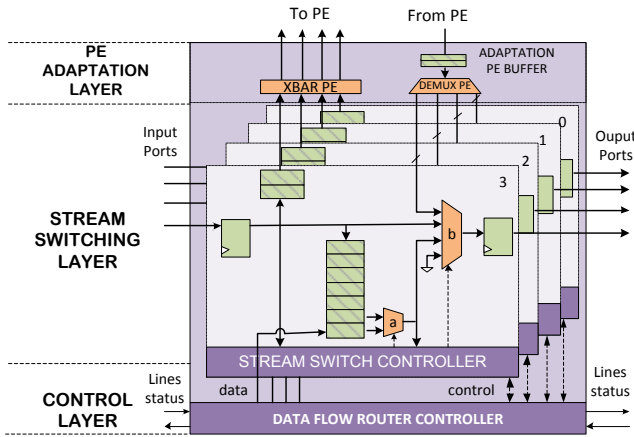 To PE
From PE
PE
ADAPTATION
LAYER
ADAPTATION
PE BUFFER
XBAR PE
DEMUX PE
Input
Ports
0
1
2
3
Ouput
Ports
STREAM
SWITCHING
LAYER
b
a
STREAM SWITCH CONTROLLER
data
control
Lines
status
Lines
status
CONTROL
LAYER
DATA FLOW ROUTER CONTROLLER